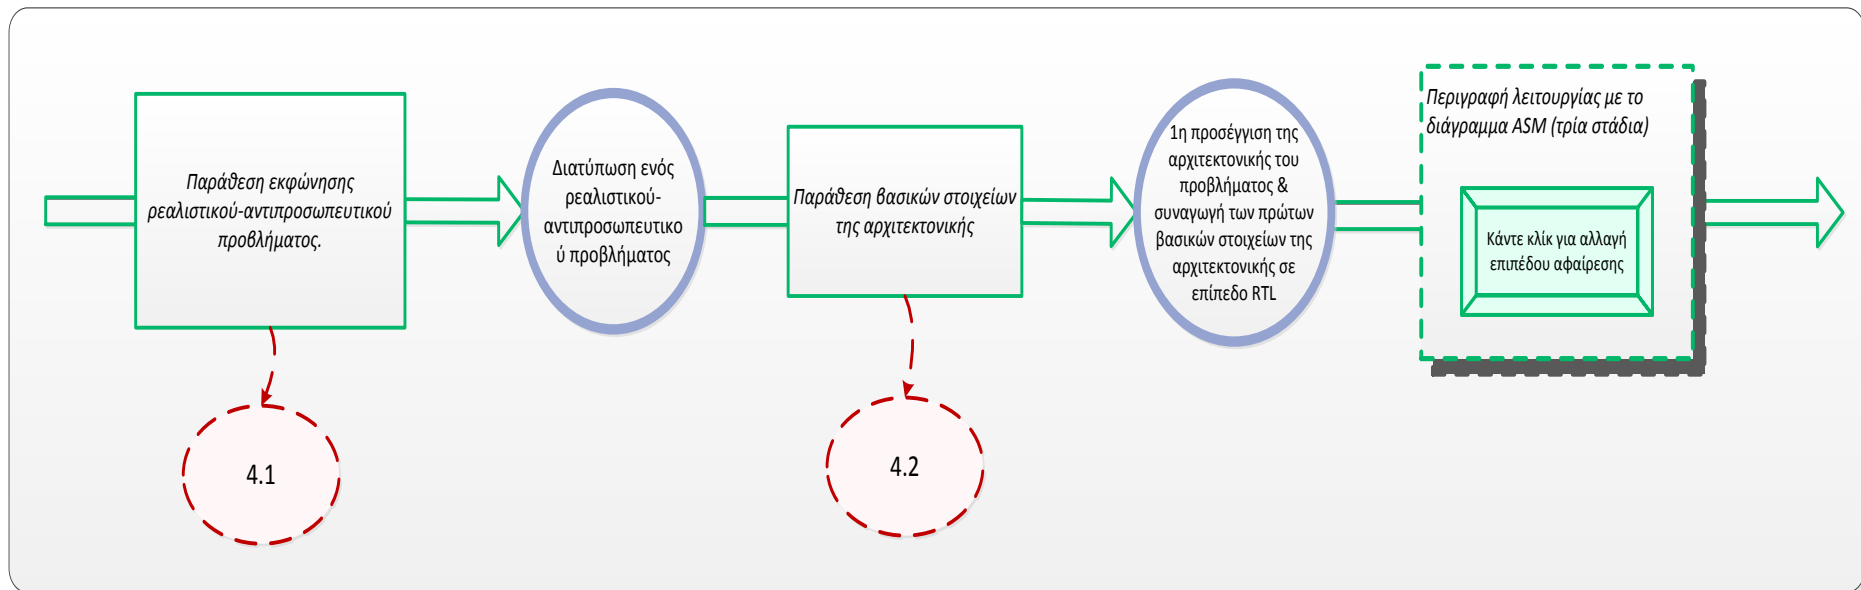 Παράθεση εκφώνησης
ρεαλιστικού-αντιπροσωπευτικού
προβλήματος.
4.1
Διατύπωση ενός
ρεαλιστικού-
αντιπροσωπευτικο
ύ προβλήματος
Παράθεση βασικών στοιχείων
της αρχιτεκτονικής
4.2
1η προσέγγιση της
αρχιτεκτονικής του
προβλήματος &
συναγωγή των πρώτων
βασικών στοιχείων της
αρχιτεκτονικής σε
επίπεδο RTL
Περιγραφή λειτουργίας με το
διάγραμμα ASM (τρία στάδια)
Κάντε κλίκ για αλλαγή
επιπέδου αφαίρεσης